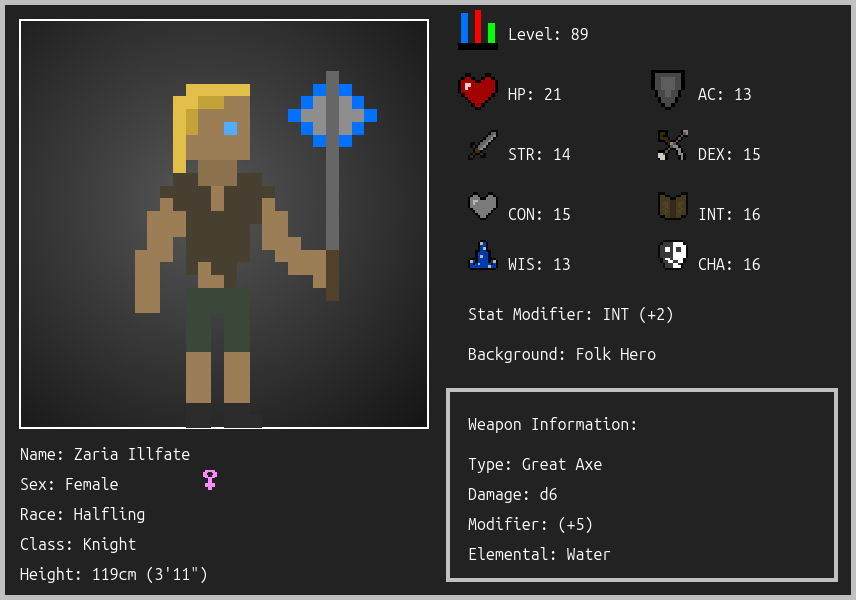 Level: 89
HP: 21
AC: 13
STR: 14
DEX: 15
CON: 15
INT: 16
WIS: 13
CHA: 16
Stat Modifier: INT (+2)
Background: Folk Hero
Weapon Information:
Type: Great Axe
Damage: d6
Modifier: (+5)
Elemental: Water
Name: Zaria Illfate
Sex: Female
Race: Halfling
Class: Knight
Height: 119cm (3'11")